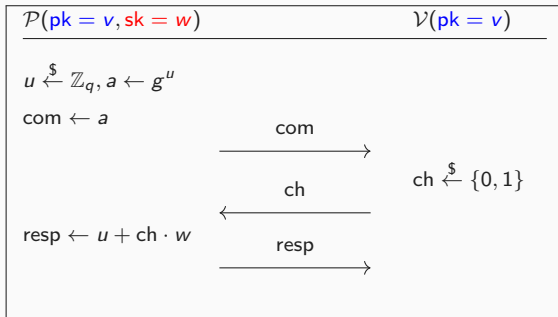 𝒫(pk = v, sk = w) 𝒱(pk = v)
u ←$ ℤ_q, a ← g^u
com ← a
com
ch ←$ {0, 1}
ch
resp ← u + ch · w
resp